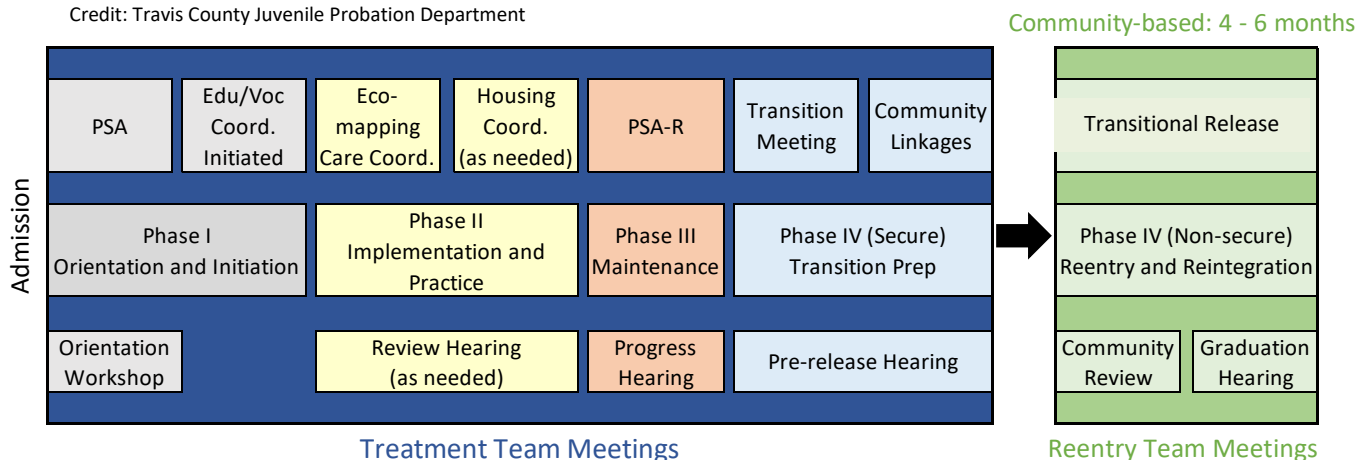 Credit: Travis County Juvenile Probation Department
Community-based: 4 - 6 months
Admission
PSA
Edu/Voc
Coord.
Initiated
Eco-
mapping
Care Coord.
Housing
Coord.
(as needed)
PSA-R
Transition
Meeting
Community
Linkages
Transitional Release
Phase I
Orientation and Initiation
Phase II
Implementation and
Practice
Phase III
Maintenance
Phase IV (Secure)
Transition Prep
Phase IV (Non-secure)
Reentry and Reintegration
Orientation
Workshop
Review Hearing
(as needed)
Progress
Hearing
Pre-release Hearing
Community
Review
Graduation
Hearing
Treatment Team Meetings
Reentry Team Meetings